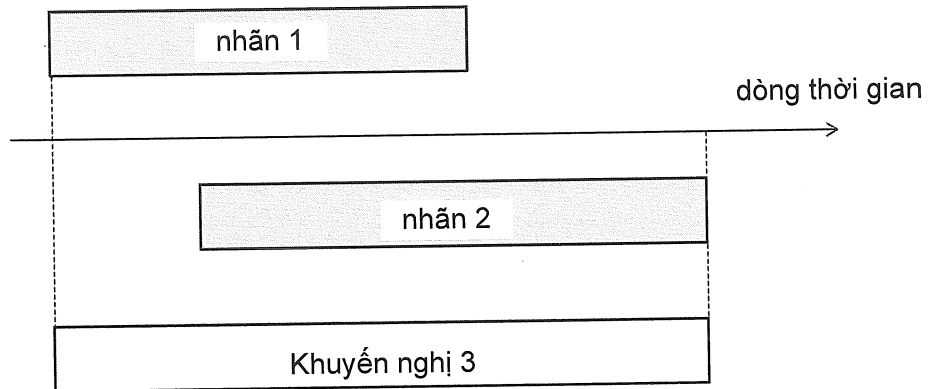 nhãn 1
dòng thời gian
nhãn 2
Khuyến nghị 3